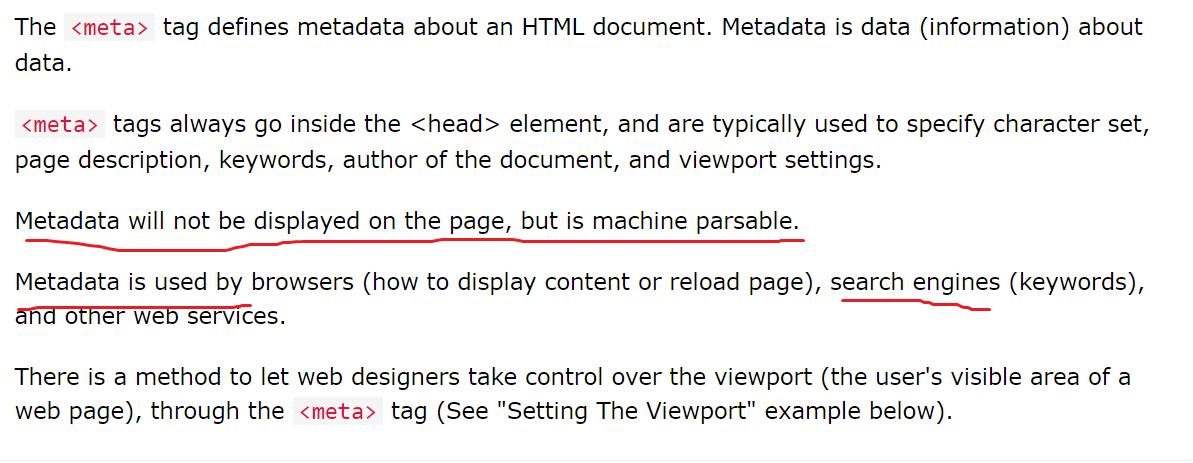 The <meta> tag defines metadata about an HTML document. Metadata is data (information) about
data.
<meta> tags always go inside the <head> element, and are typically used to specify character set,
page description, keywords, author of the document, and viewport settings.
Metadata will not be displayed on the page, but is machine parsable.
Metadata is used by browsers (how to display content or reload page), search engines (keywords),
and other web services.
There is a method to let web designers take control over the viewport (the user's visible area of a
web page), through the <meta> tag (See "Setting The Viewport" example below).